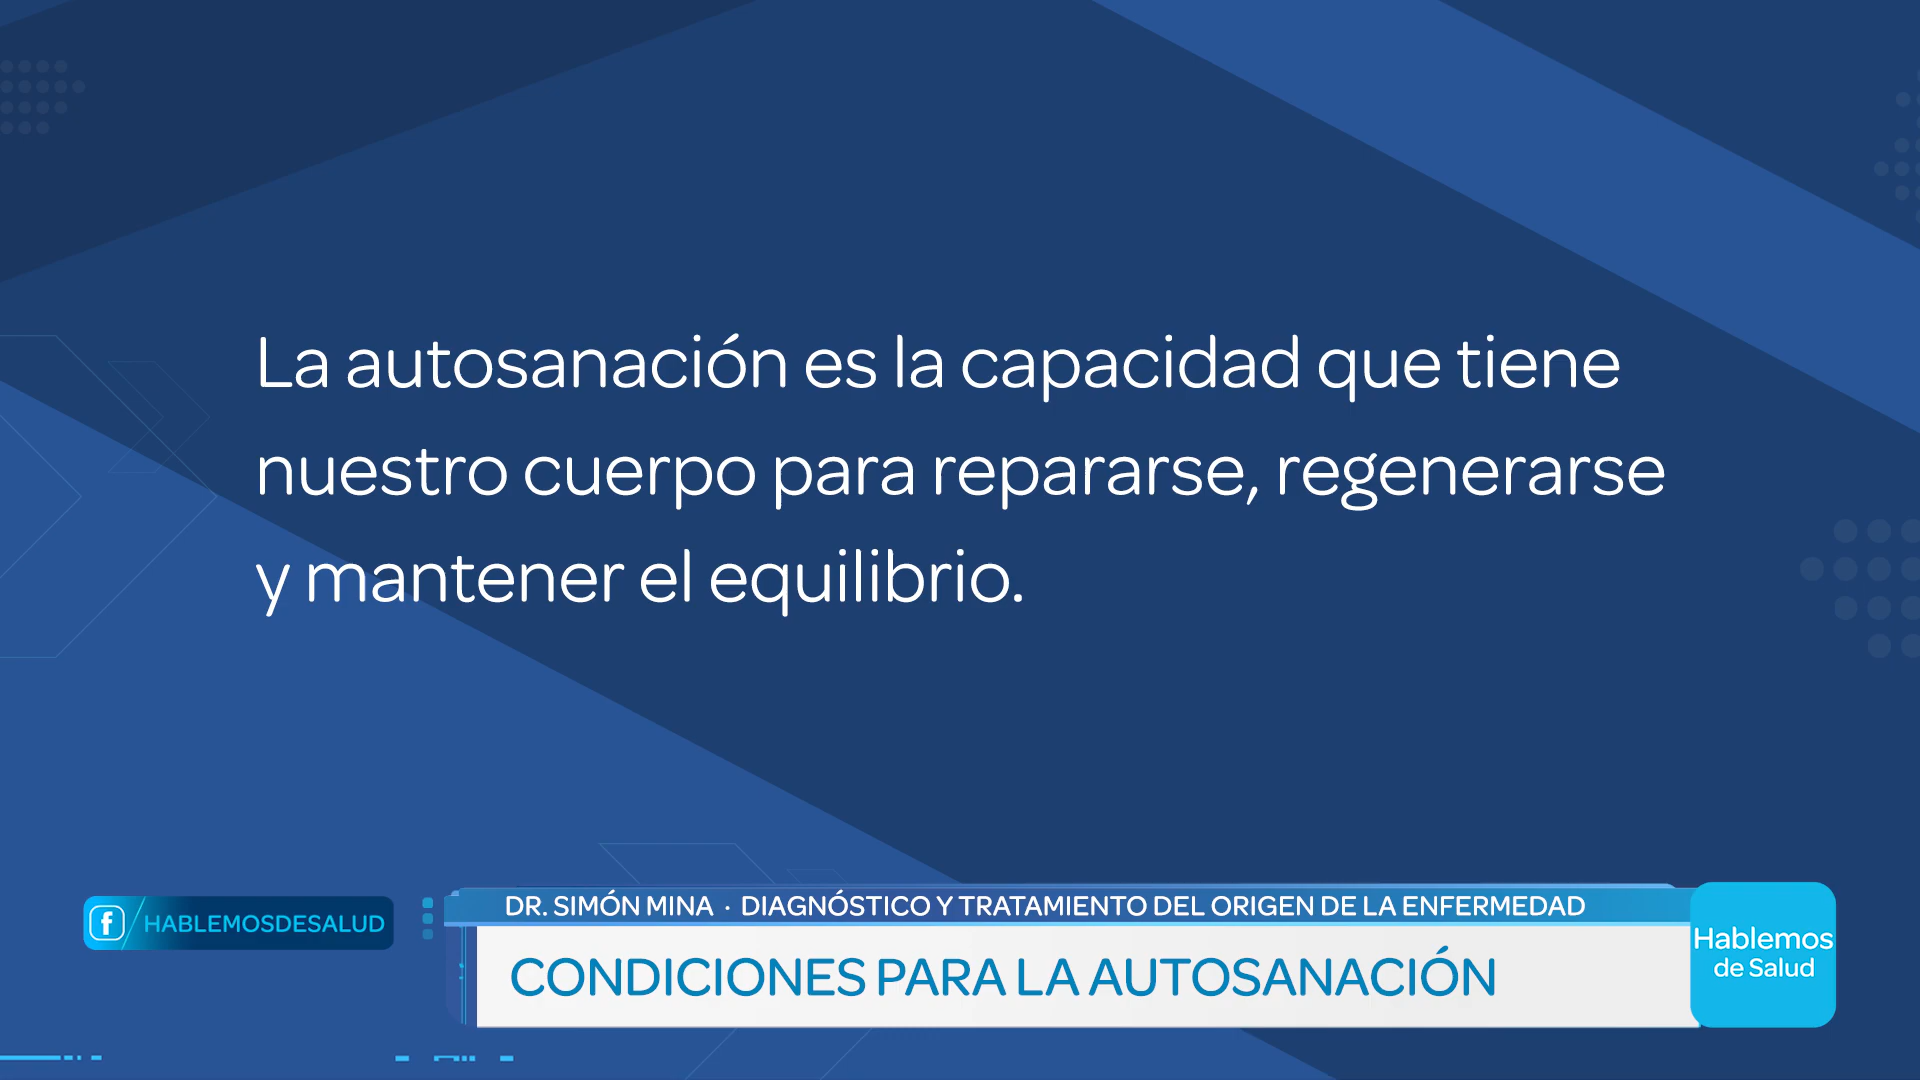 La autosanación es la capacidad que tiene
nuestro cuerpo para repararse, regenerarse
y mantener el equilibrio.
HABLEMOSDESALUD
DR. SIMÓN MINA · DIAGNÓSTICO Y TRATAMIENTO DEL ORIGEN DE LA ENFERMEDAD
CONDICIONES PARA LA AUTOSANACIÓN
Hablemos
de Salud